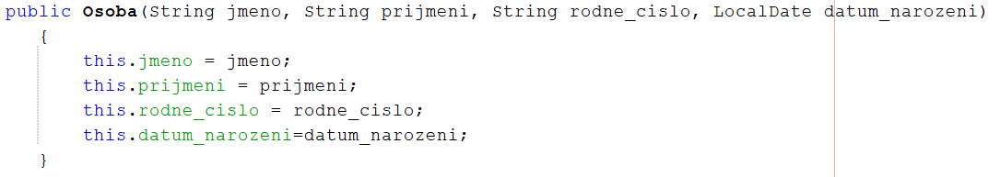 public Osoba(String jmeno, String prijmeni, String rodne_cislo, LocalDate datum_narozeni)
{
this.jmeno = jmeno;
this.prijmeni = prijmeni;
this.rodne_cislo = rodne_cislo;
this.datum_narozeni=datum_narozeni;
}